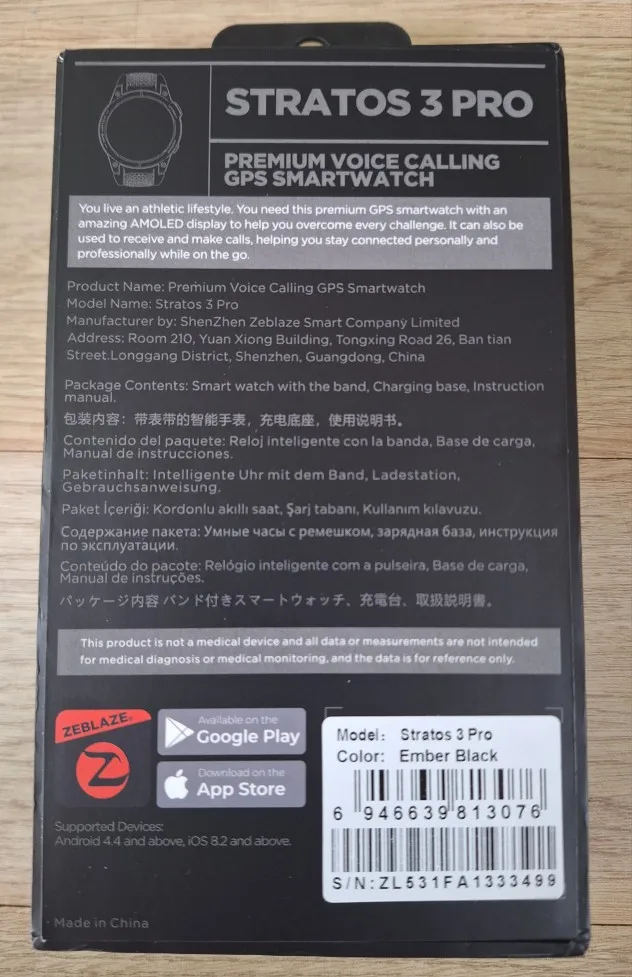 STRATOS 3 PRO
PREMIUM VOICE CALLING
GPS SMARTWATCH
You live an athletic lifestyle. You need this premium GPS smartwatch with an
amazing AMOLED display to help you overcome every challenge. It can also be
used to receive and make calls, helping you stay connected personally and
professionally while on the go.
Product Name: Premium Voice Calling GPS Smartwatch
Model Name: Stratos 3 Pro
Manufacturer by: ShenZhen Zeblaze Smart Company Limited
Address: Room 210, Yuan Xiong Building, Tongxing Road 26, Ban tian
Street.Longgang District, Shenzhen, Guangdong, China
Package Contents: Smart watch with the band, Charging base, Instruction
manual.
包装内容：带表带的智能手表，充电底座，使用说明书。
Contenido del paquete: Reloj inteligente con la banda, Base de carga,
Manual de instrucciones.
Paketinhalt: Intelligente Uhr mit dem Band, Ladestation,
Gebrauchsanweisung.
Paket İçeriği: Kordonlu akıllı saat, Şarj tabanı, Kullanım kılavuzu.
Содержание пакета: Умные часы с ремешком, зарядная база, инструкция
по эксплуатации.
Conteúdo do pacote: Relógio inteligente com a pulseira, Base de carga,
Manual de instruções.
パッケージ内容 バンド付きスマートウォッチ、充電台、取扱説明書。
This product is not a medical device and all data or measurements are not intended
for medical diagnosis or medical monitoring, and the data is for reference only.
ZEBLAZE®
Available on the
Google Play
Download on the
App Store
Supported Devices:
Android 4.4 and above, iOS 8.2 and above.
Made in China
Model: Stratos 3 Pro
Color: Ember Black
6 946639 813076
S/N:ZL531FA1333499